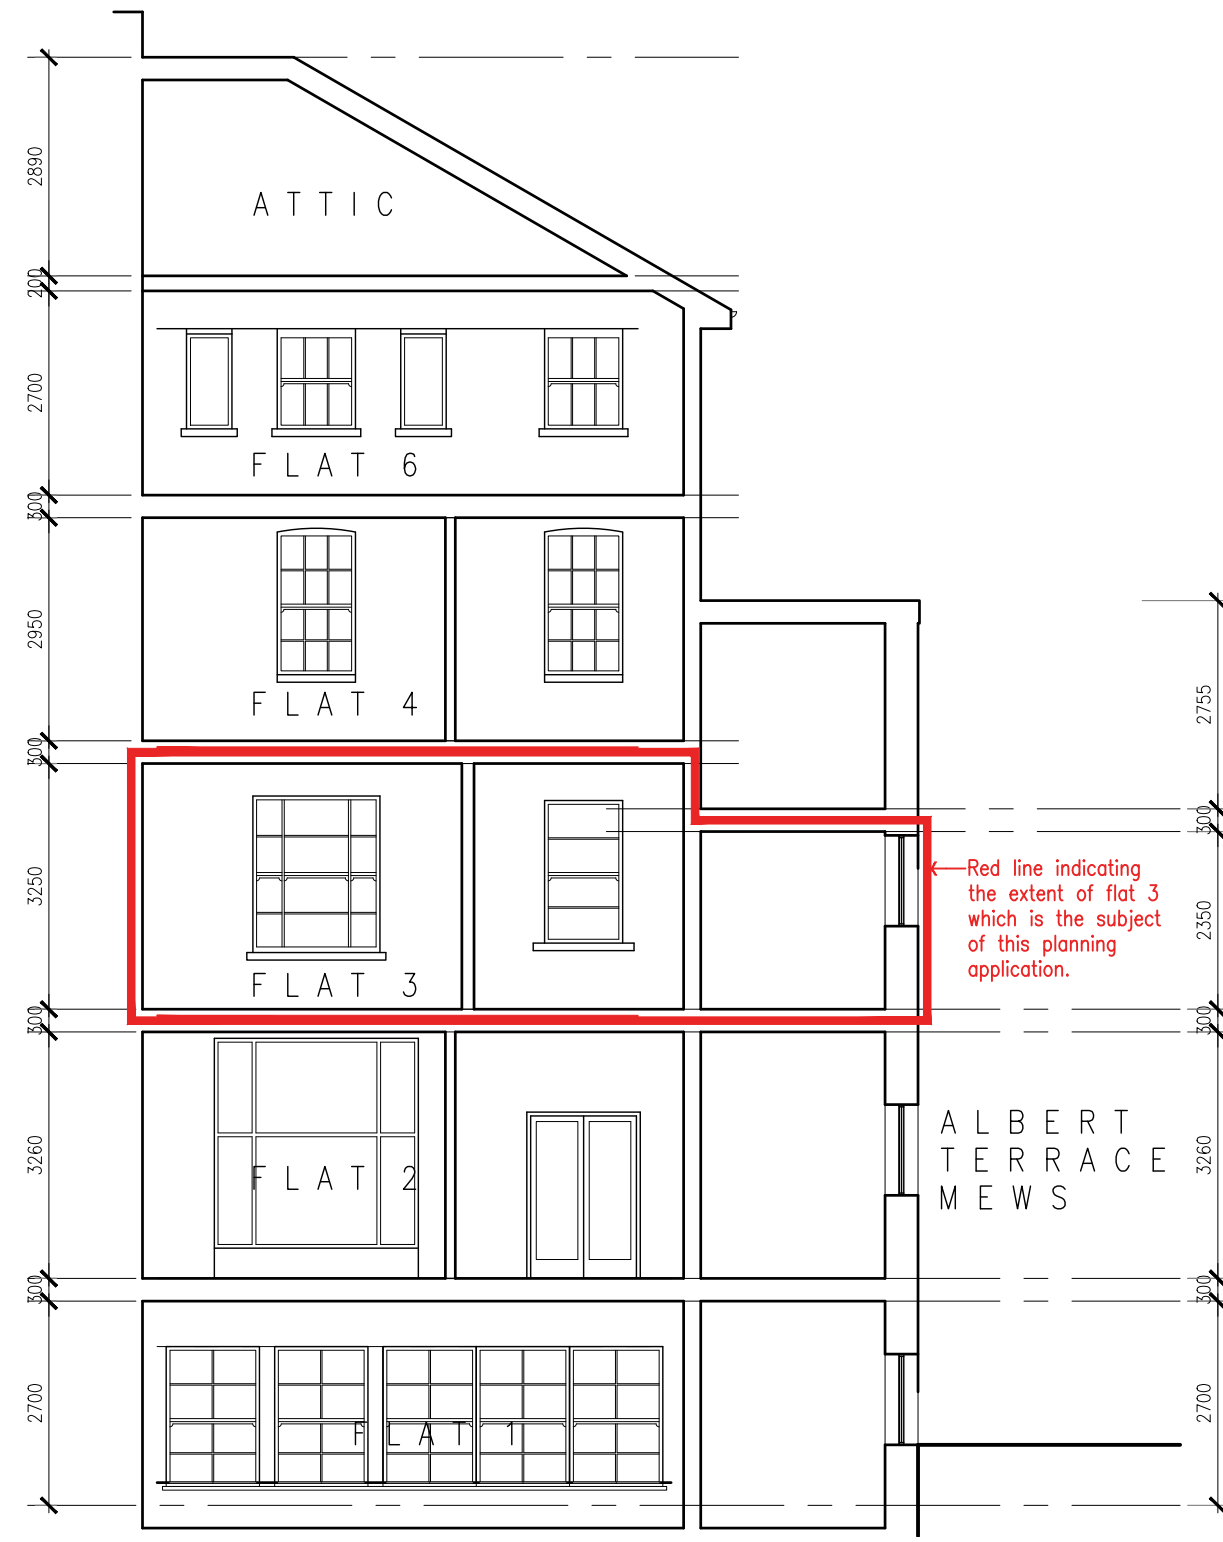 2890
ATTIC
200
2700
FLAT 6
300
2950
FLAT 4
2755
300
300
3250
FLAT 3
Red line indicating
the extent of flat 3
which is the subject
of this planning
application.
2350
300
300
3260
FLAT 2
ALBERT
TERRACE
MEWS
3260
300
300
2700
FLAT 1
2700